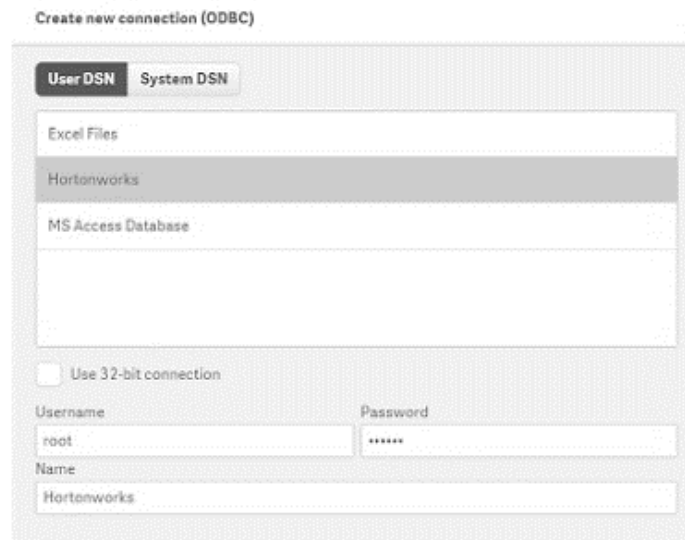 Create new connection (ODBC)
User DSN System DSN
Excel Files
Hortonworks
MS Access Database
Use 32-bit connection
Username Password
root ••••••
Name
Hortonworks